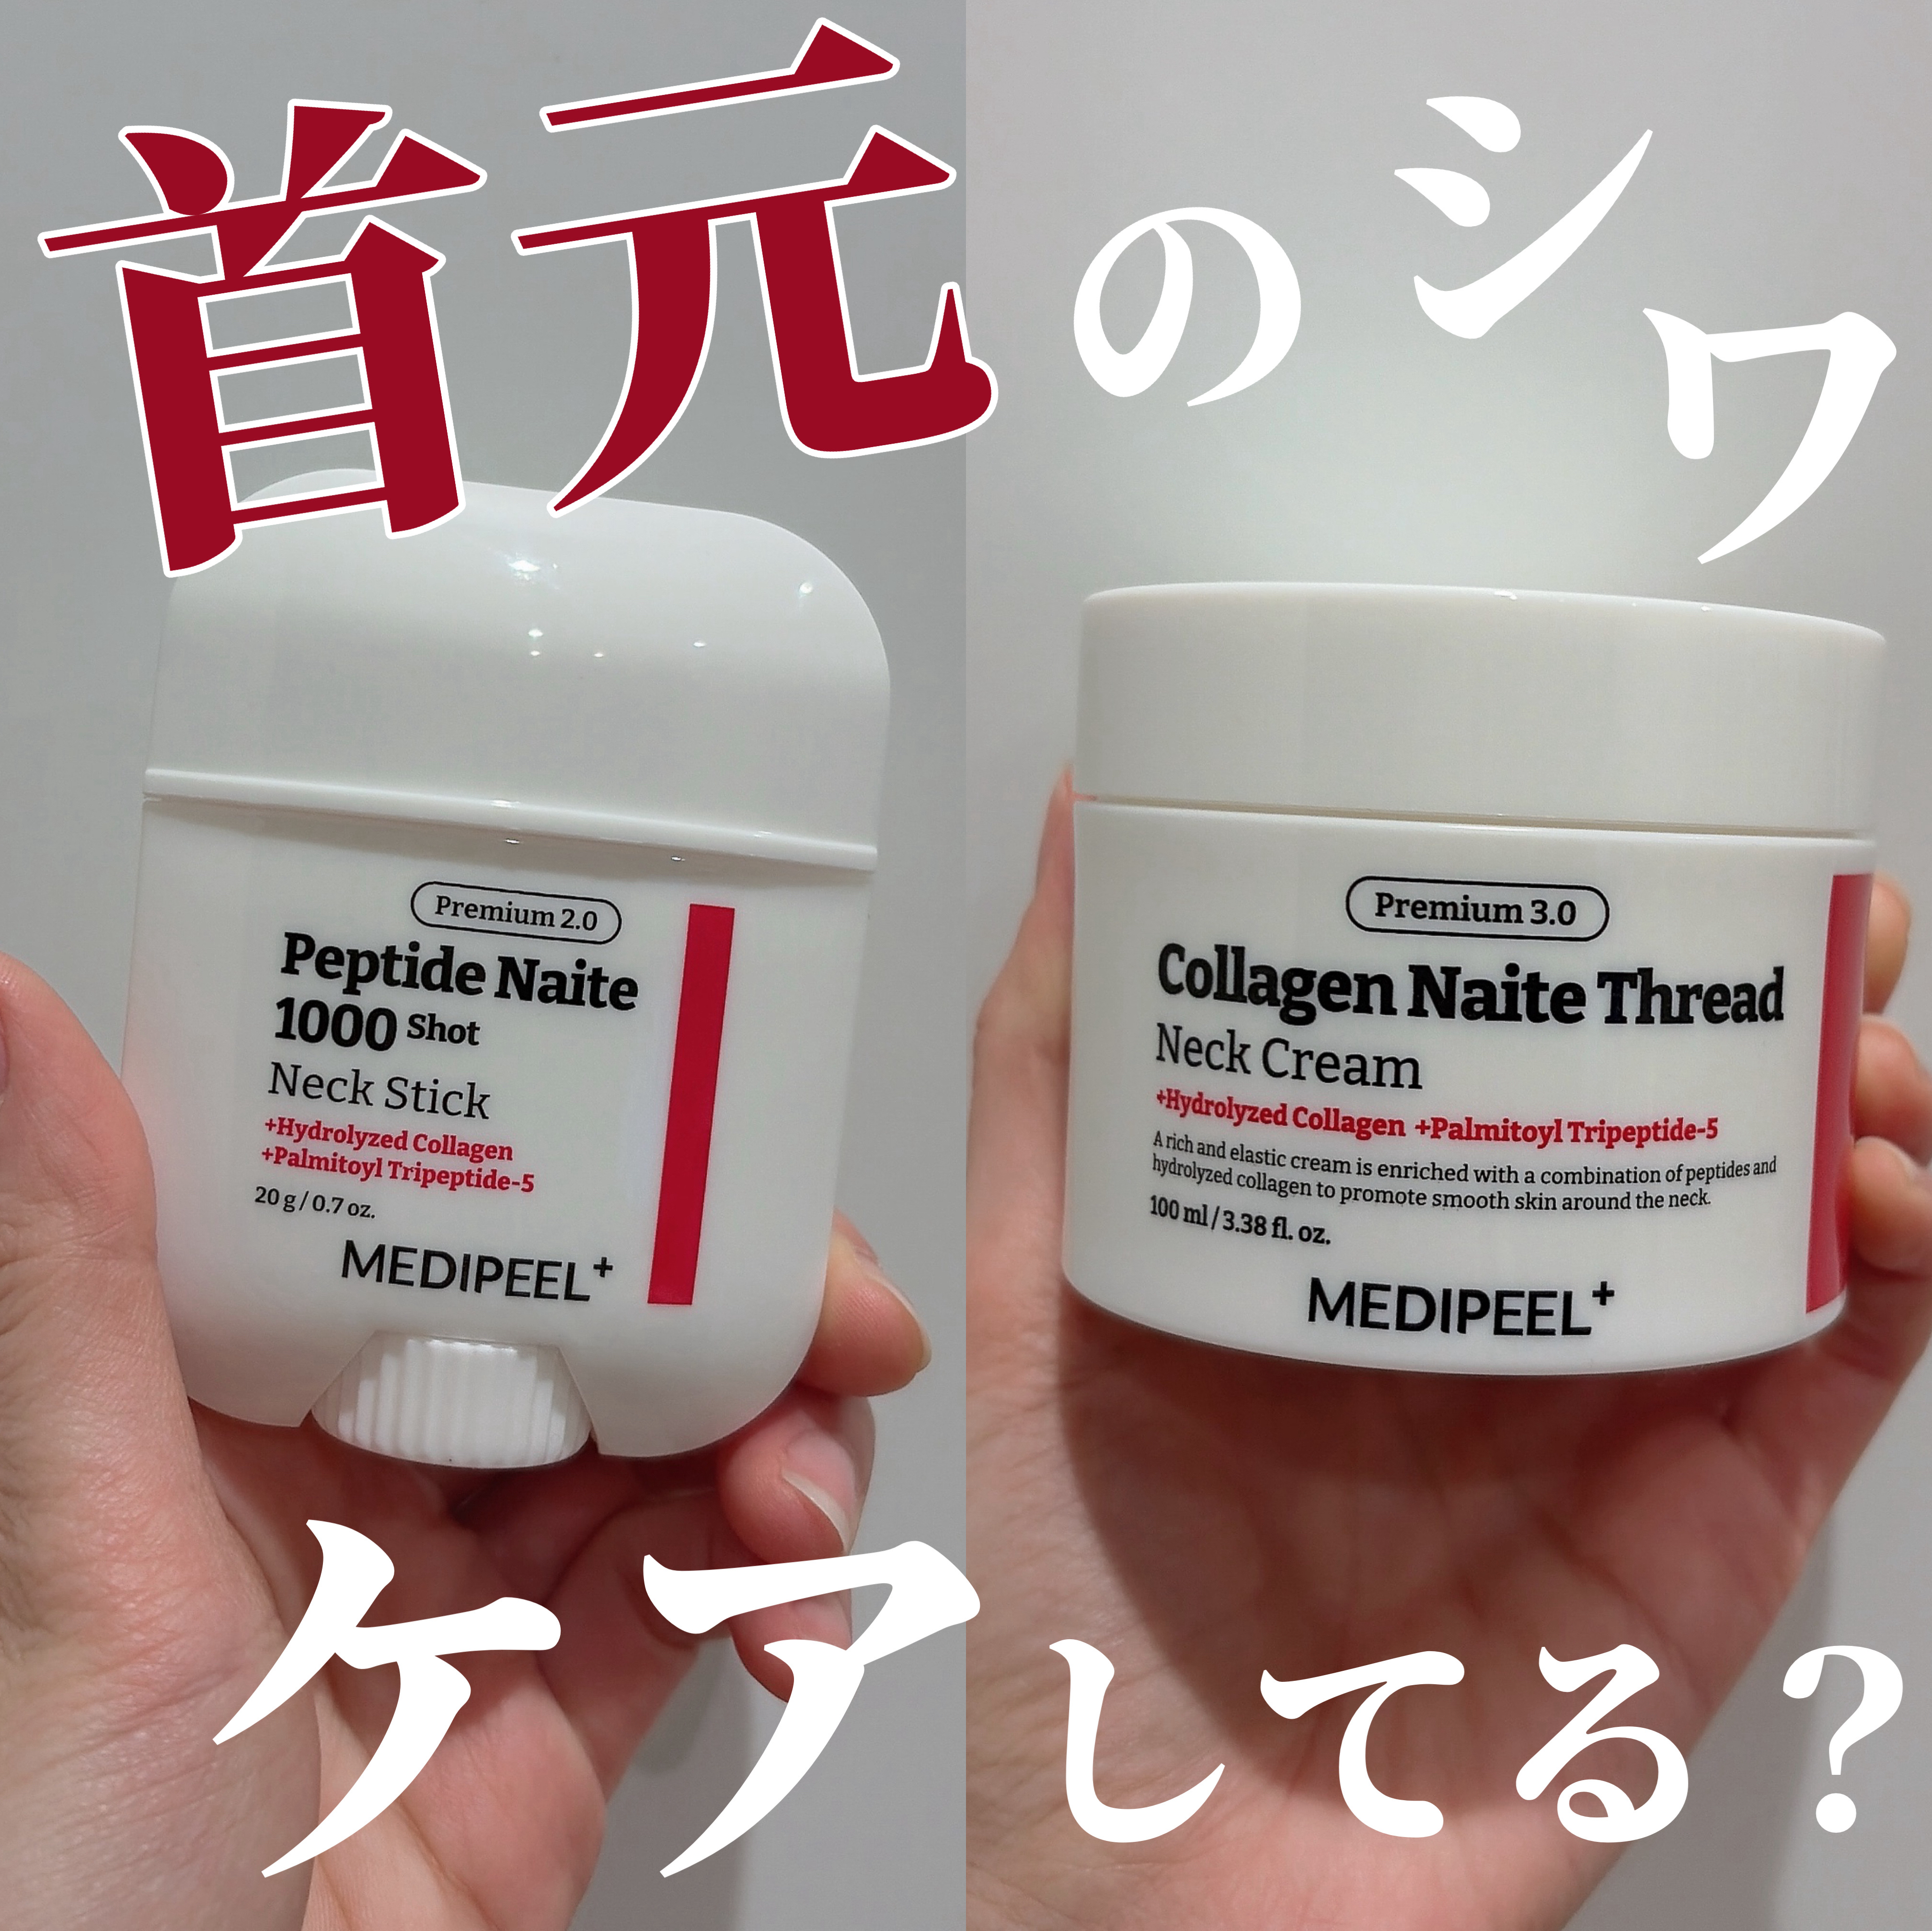 首元のシワ
Premium 2.0
Peptide Naite
1000 Shot
Neck Stick
+Hydrolyzed Collagen
+Palmitoyl Tripeptide-5
20 g / 0.7 oz.
MEDIPEEL+
Premium 3.0
Collagen Naite Thread
Neck Cream
+Hydrolyzed Collagen +Palmitoyl Tripeptide-5
A rich and elastic cream is enriched with a combination of peptides and
hydrolyzed collagen to promote smooth skin around the neck.
100 ml / 3.38 fl. oz.
MEDIPEEL+
ケアしてる?